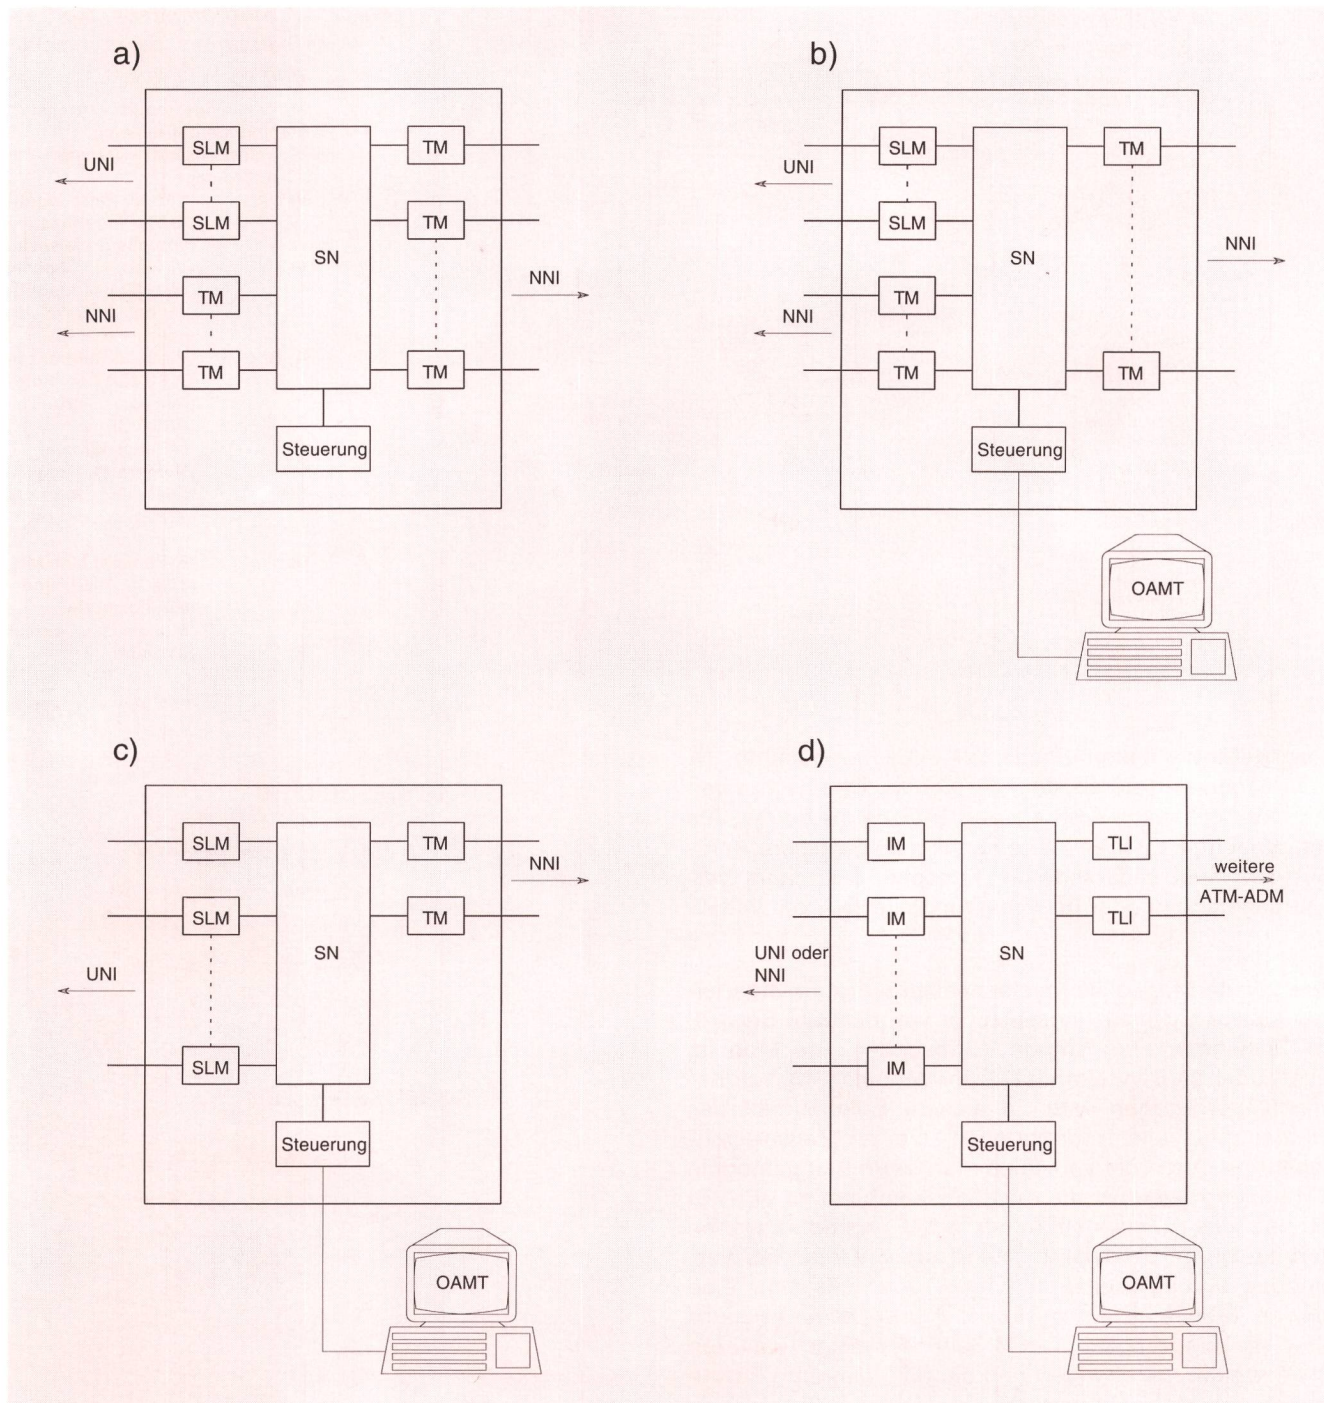 a)
SLM
TM
UNI
SLM
TM
SN
NNI
TM
NNI
TM
TM
Steuerung
b)
SLM
TM
UNI
SLM
NNI
SN
TM
NNI
TM
TM
Steuerung
OAMT
c)
SLM
TM
NNI
SLM
TM
SN
UNI
SLM
Steuerung
OAMT
d)
IM
TLI
weitere
ATM-ADM
IM
TLI
UNI oder
NNI
SN
IM
Steuerung
OAMT